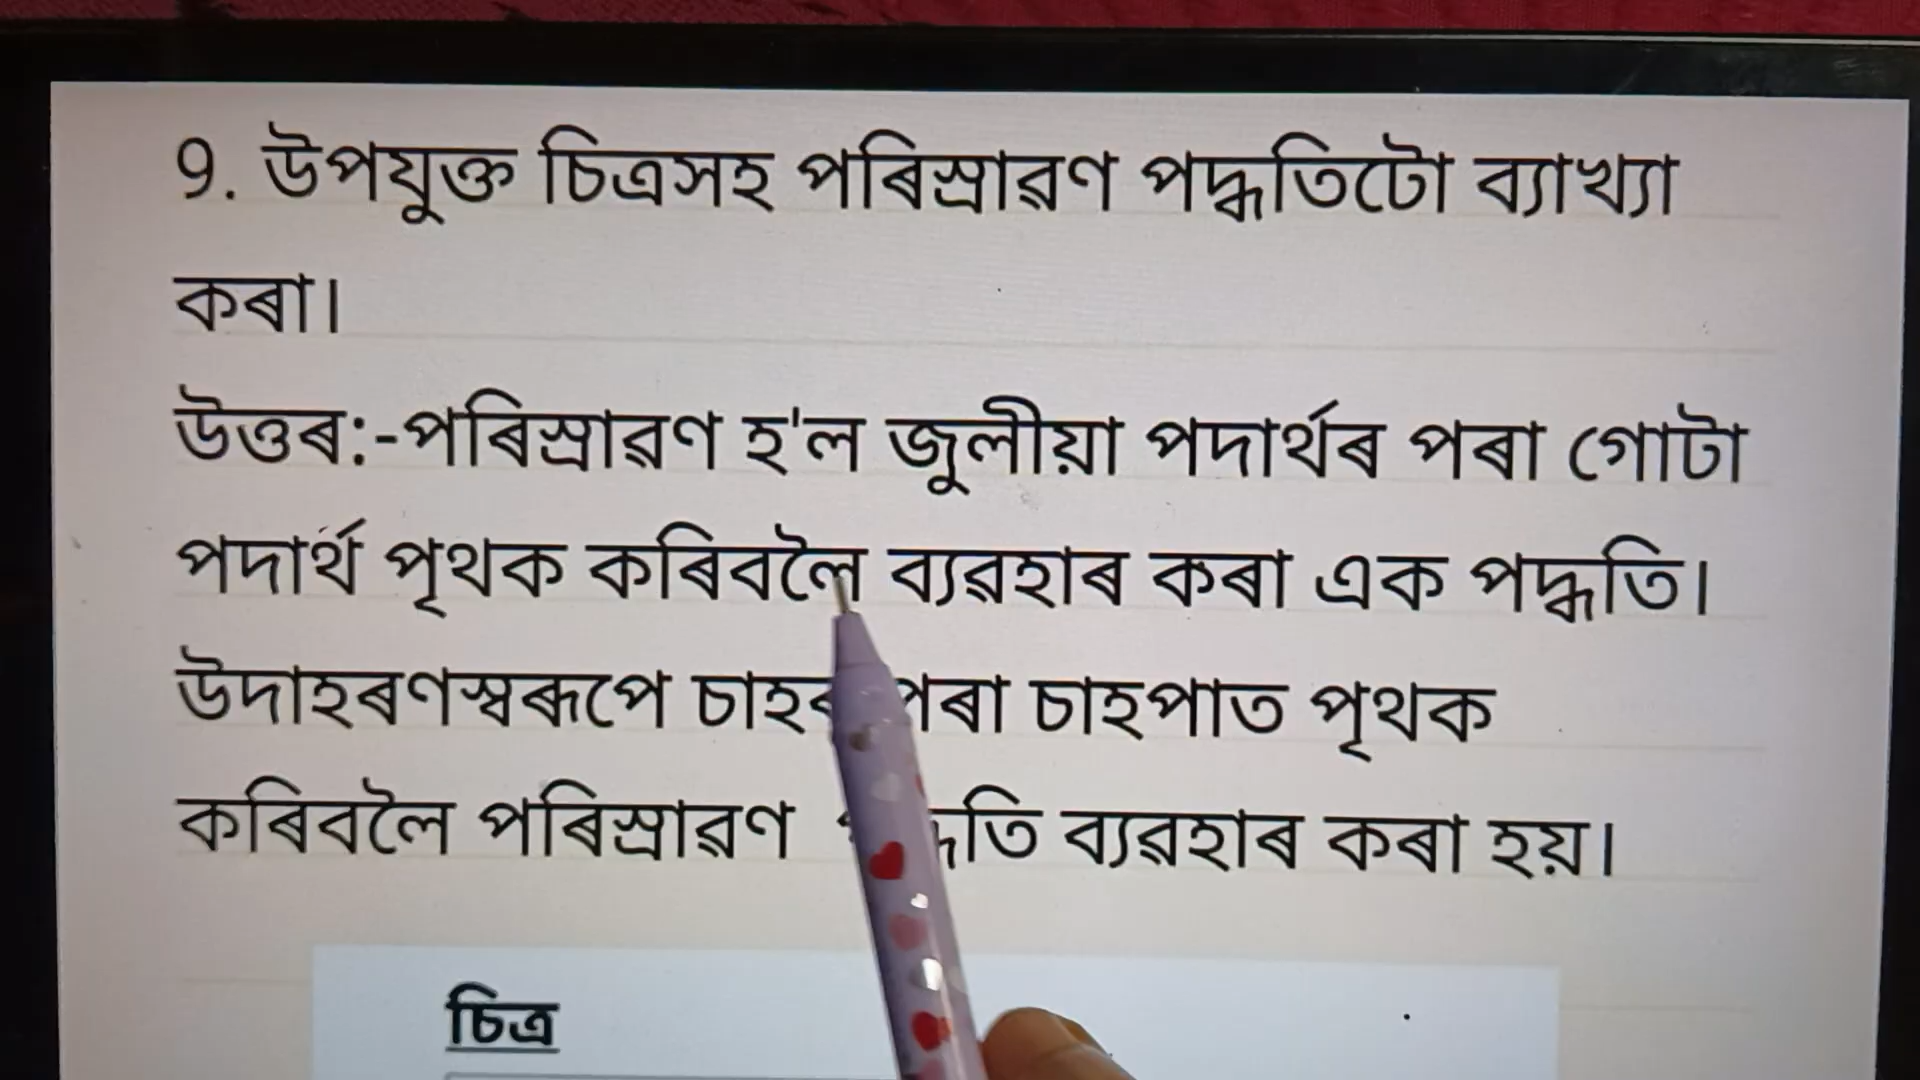 9. উপযুক্ত চিত্ৰসহ পৰিস্ৰাৱণ পদ্ধতিটো ব্যাখ্যা
কৰা।
উত্তৰ:-পৰিস্ৰাৱণ হ'ল জুলীয়া পদাৰ্থৰ পৰা গোটা
পদাৰ্থ পৃথক কৰিবলৈ ব্যৱহাৰ কৰা এক পদ্ধতি।
উদাহৰণস্বৰূপে পৰা চাহপাত পৃথক
কৰিবলৈ পৰিস্ৰাৱণ ব্যৱহাৰ কৰা হয়।
চিত্ৰ